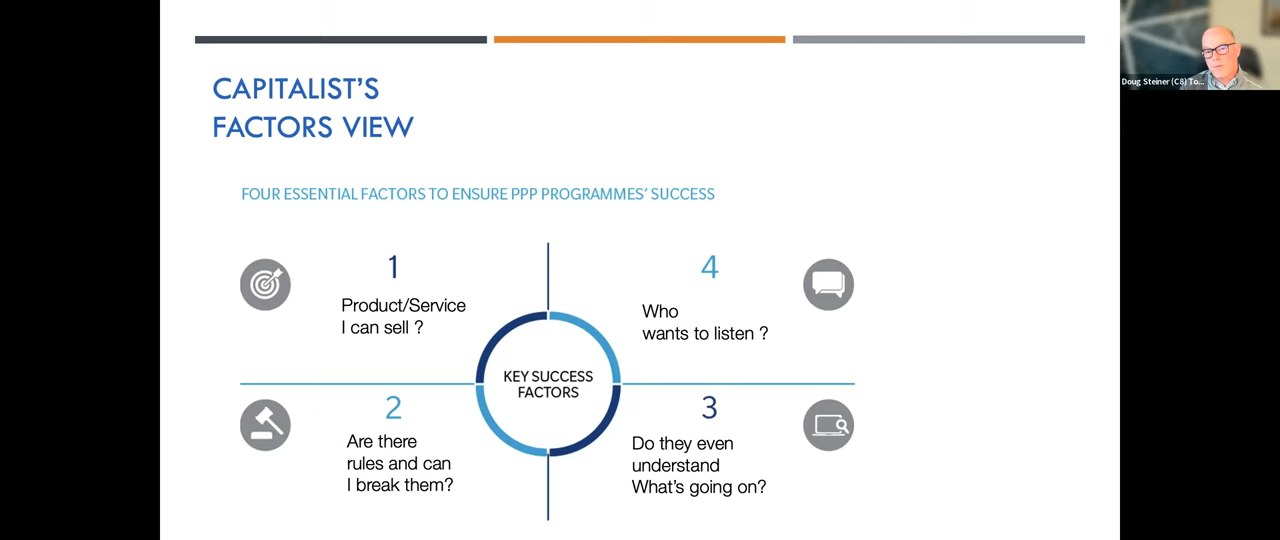 CAPITALIST'S
FACTORS VIEW
FOUR ESSENTIAL FACTORS TO ENSURE PPP PROGRAMMES' SUCCESS
1
Product/Service
I can sell ?
4
Who
wants to listen ?
KEY SUCCESS
FACTORS
2
Are there
rules and can
I break them?
3
Do they even
understand
What's going on?
Doug Steiner (C8) To...